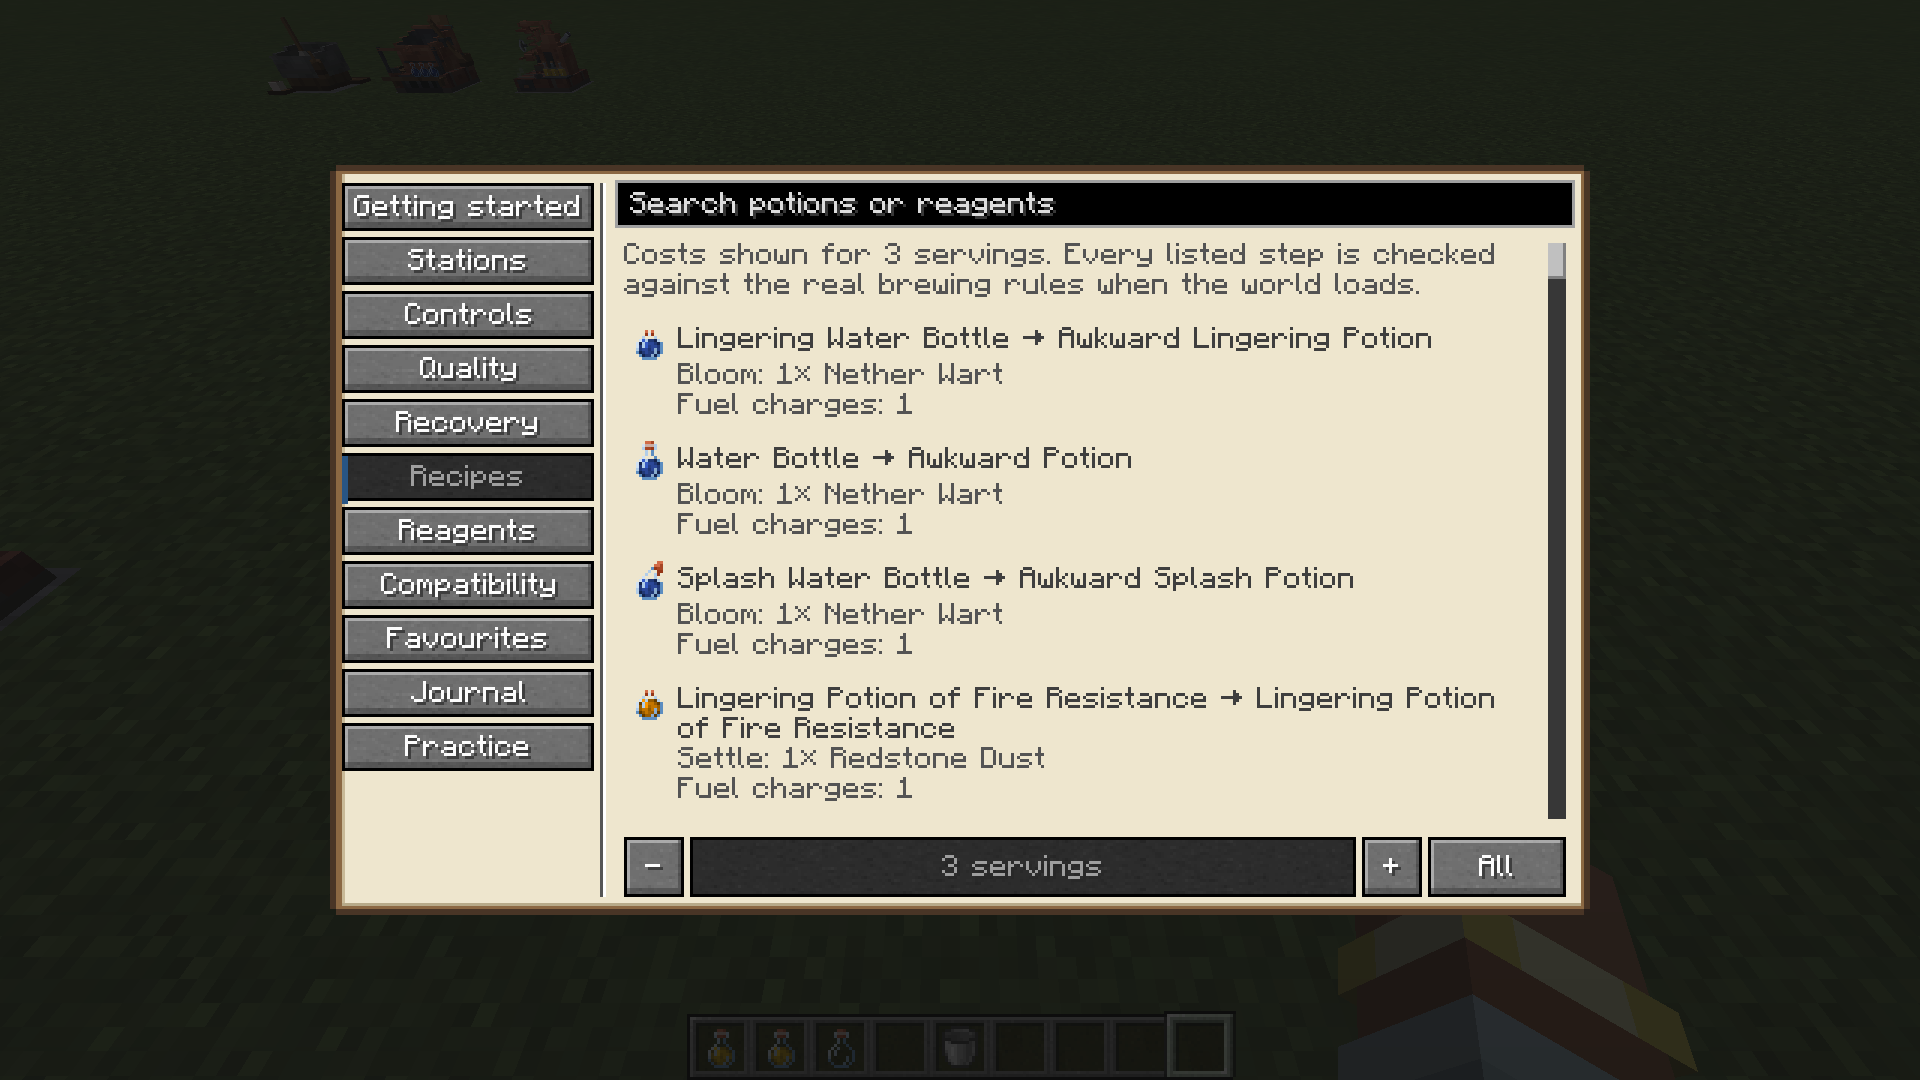 Getting started
Stations
Controls
Quality
Recovery
Recipes
Reagents
Compatibility
Favourites
Journal
Practice
Search potions or reagents
Costs shown for 3 servings. Every listed step is checked
against the real brewing rules when the world loads.
Lingering Water Bottle → Awkward Lingering Potion
Bloom: 1× Nether Wart
Fuel charges: 1
Water Bottle → Awkward Potion
Bloom: 1× Nether Wart
Fuel charges: 1
Splash Water Bottle → Awkward Splash Potion
Bloom: 1× Nether Wart
Fuel charges: 1
Lingering Potion of Fire Resistance → Lingering Potion
of Fire Resistance
Settle: 1× Redstone Dust
Fuel charges: 1
- 3 servings + All